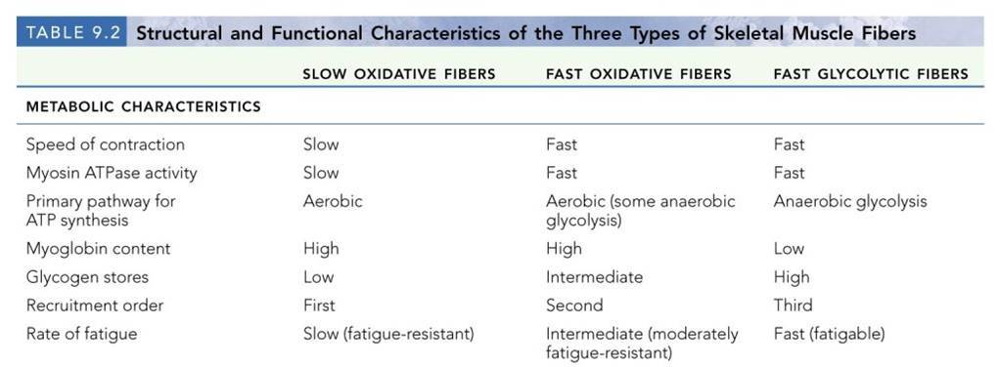 TABLE 9.2 Structural and Functional Characteristics of the Three Types of Skeletal Muscle Fibers
SLOW OXIDATIVE FIBERS FAST OXIDATIVE FIBERS FAST GLYCOLYTIC FIBERS
METABOLIC CHARACTERISTICS
Speed of contraction Slow Fast Fast
Myosin ATPase activity Slow Fast Fast
Primary pathway for Aerobic Aerobic (some anaerobic Anaerobic glycolysis
ATP synthesis glycolysis)
Myoglobin content High High Low
Glycogen stores Low Intermediate High
Recruitment order First Second Third
Rate of fatigue Slow (fatigue-resistant) Intermediate (moderately Fast (fatigable)
fatigue-resistant)